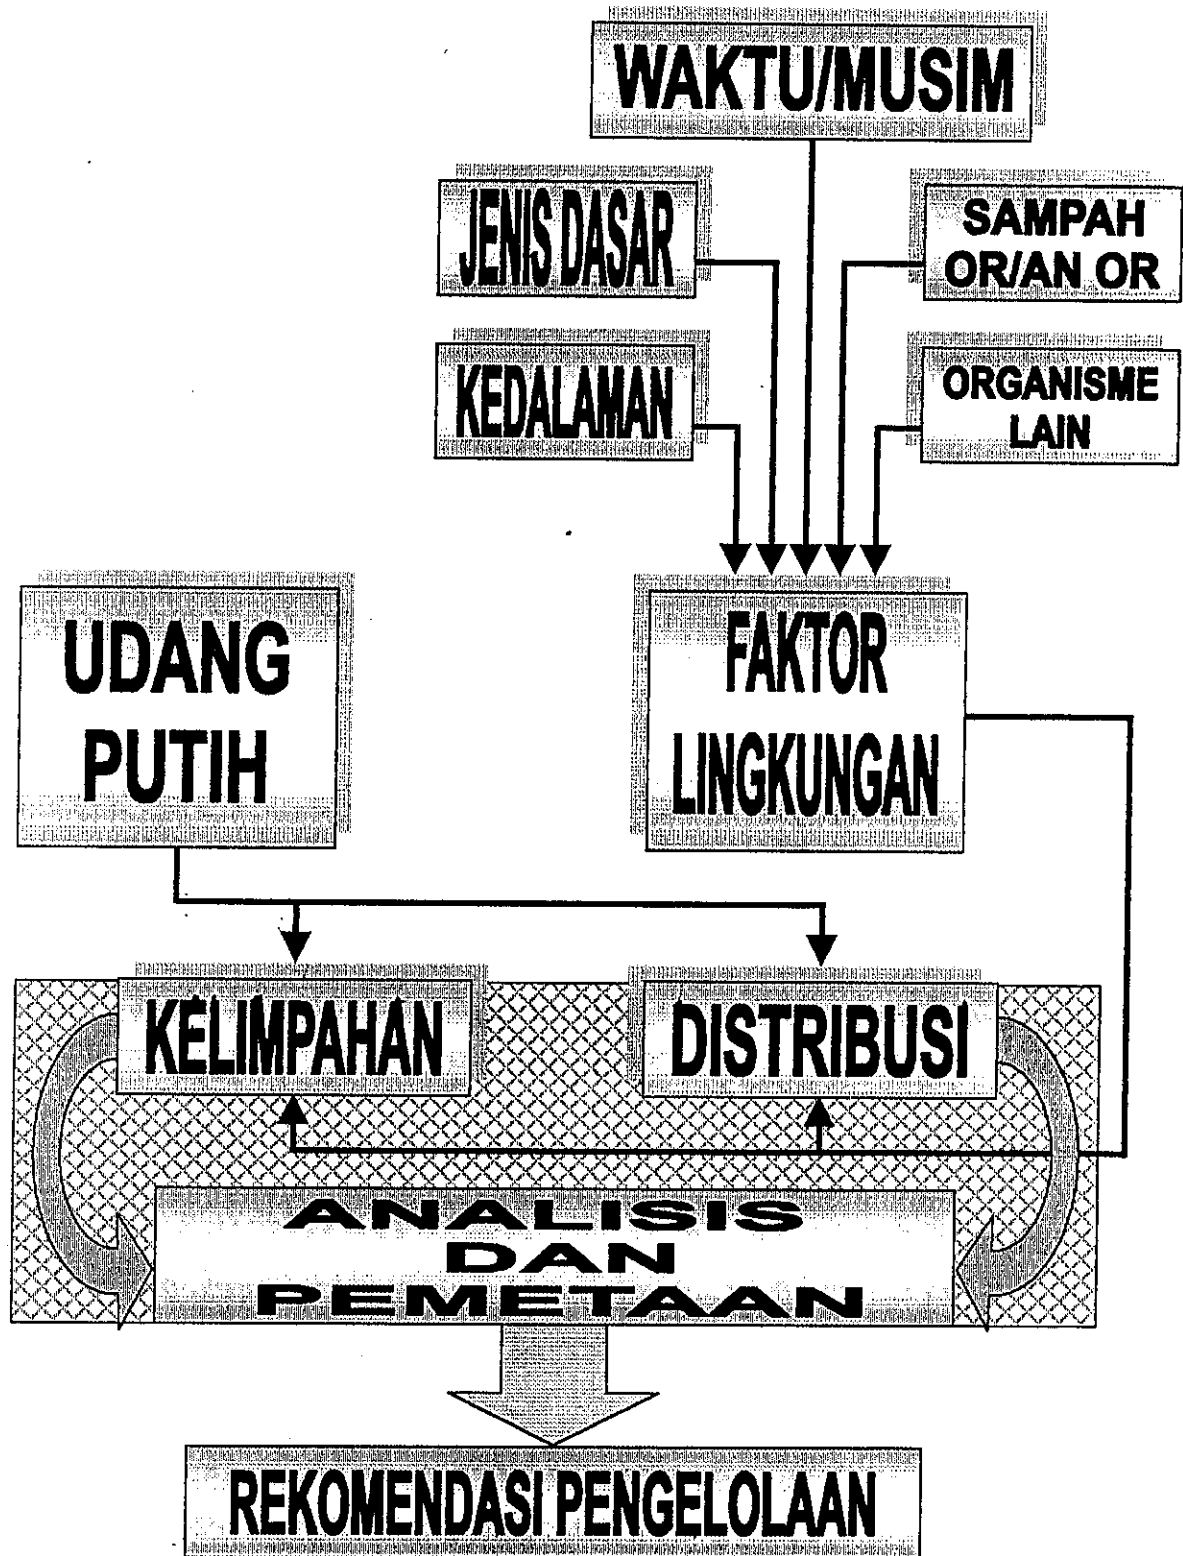 WAKTU/MUSIM
JENIS DASAR
SAMPAH
OR/AN OR
KEDALAMAN
ORGANISME
LAIN
UDANG
PUTIH
FAKTOR
LINGKUNGAN
KELIMPAHAN
DISTRIBUSI
ANALISIS
DAN
PEMETAAN
REKOMENDASI PENGELOLAAN